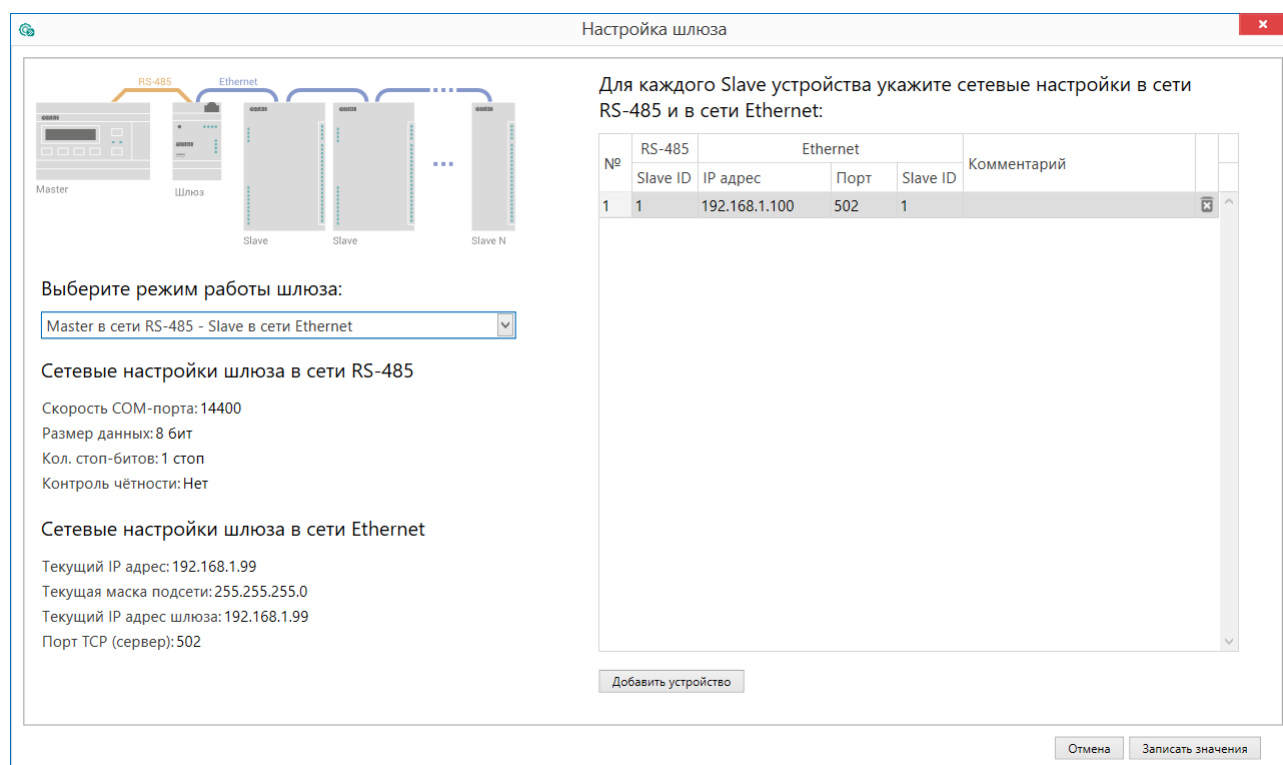 Настройка шлюза
RS-485
Ethernet
Master
Шлюз
Slave
Slave
Slave N
Выберите режим работы шлюза:
Master в сети RS-485 - Slave в сети Ethernet
Сетевые настройки шлюза в сети RS-485
Скорость COM-порта: 14400
Размер данных: 8 бит
Кол. стоп-битов: 1 стоп
Контроль чётности: Нет
Сетевые настройки шлюза в сети Ethernet
Текущий IP адрес: 192.168.1.99
Текущая маска подсети: 255.255.255.0
Текущий IP адрес шлюза: 192.168.1.99
Порт TCP (сервер): 502
Для каждого Slave устройства укажите сетевые настройки в сети
RS-485 и в сети Ethernet:
№ RS-485 Ethernet Комментарий
Slave ID IP адрес Порт Slave ID
1 1 192.168.1.100 502 1
Добавить устройство
Отмена Записать значения